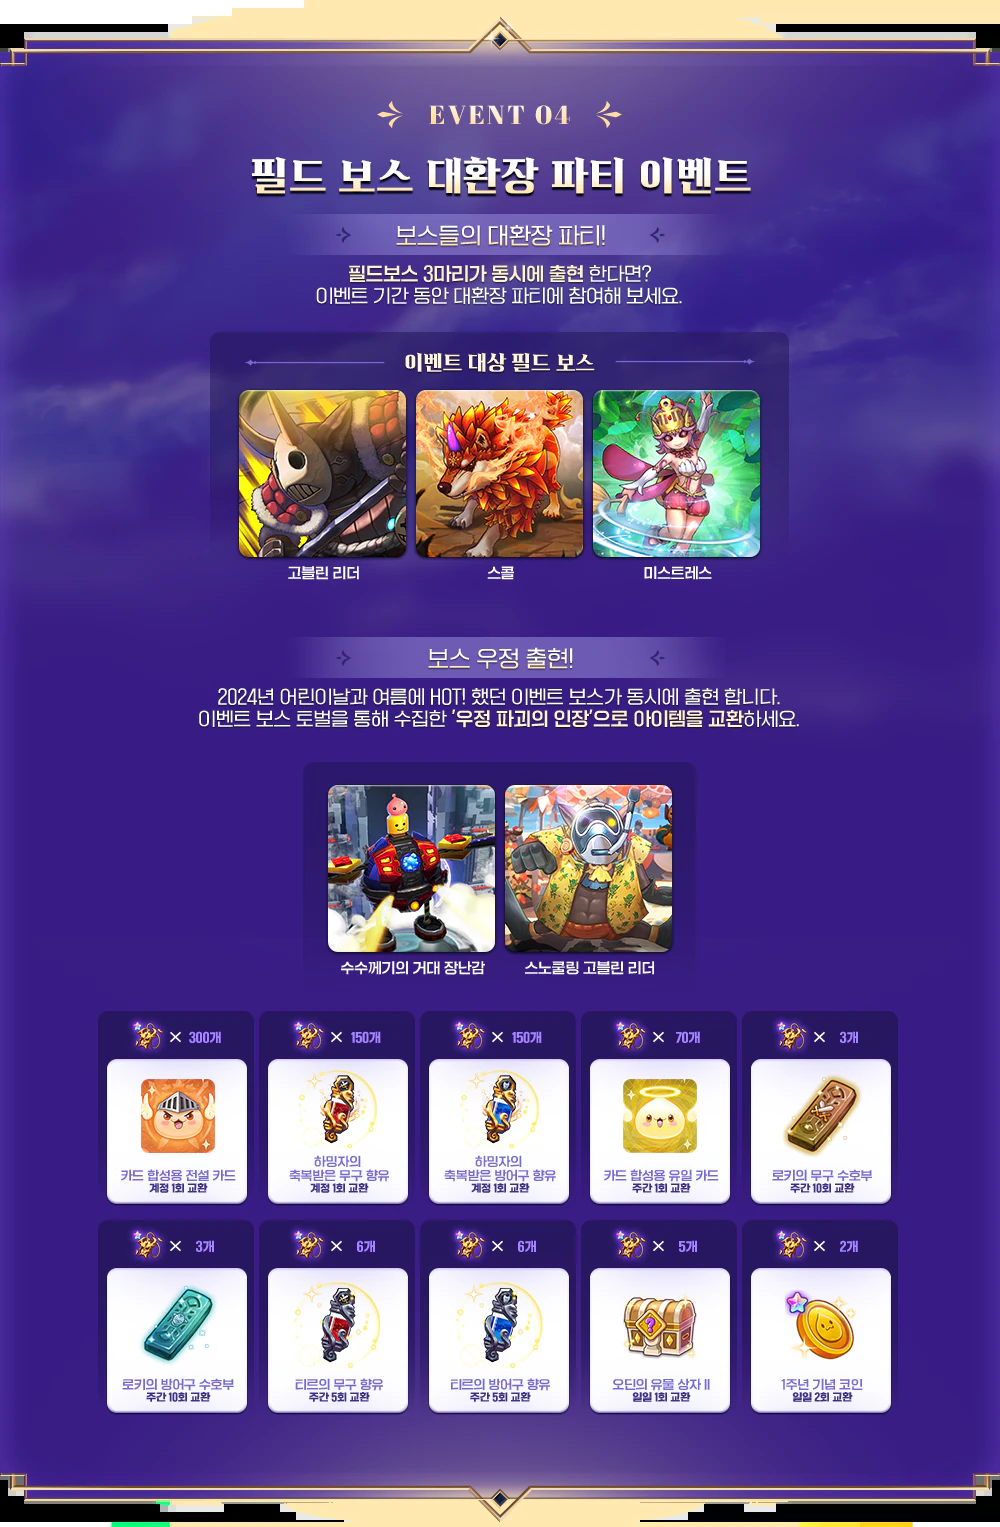 EVENT 04
필드 보스 대환장 파티 이벤트
보스들의 대환장 파티!
필드보스 3마리가 동시에 출현 한다면?
이벤트 기간 동안 대환장 파티에 참여해 보세요.
이벤트 대상 필드 보스
고블린 리더
스콜
미스트레스
보스 우정 출현!
2024년 어린이날과 여름에 HOT! 했던 이벤트 보스가 동시에 출현 합니다.
이벤트 보스 토벌을 통해 수집한 '우정 파괴의 인장'으로 아이템을 교환하세요.
수수께기의 거대 장난감
스노쿨링 고블린 리더
× 300개
× 150개
× 150개
× 70개
× 3개
카드 합성용 전설 카드
계정 1회 교환
하밍자의
축복받은 무구 향유
계정 1회 교환
하밍자의
축복받은 방어구 향유
계정 1회 교환
카드 합성용 유일 카드
주간 1회 교환
로키의 무구 수호부
주간 10회 교환
× 3개
× 6개
× 6개
× 5개
× 2개
로키의 방어구 수호부
주간 10회 교환
티르의 무구 향유
주간 5회 교환
티르의 방어구 향유
주간 5회 교환
오딘의 유물 상자 II
일일 1회 교환
1주년 기념 코인
일일 2회 교환